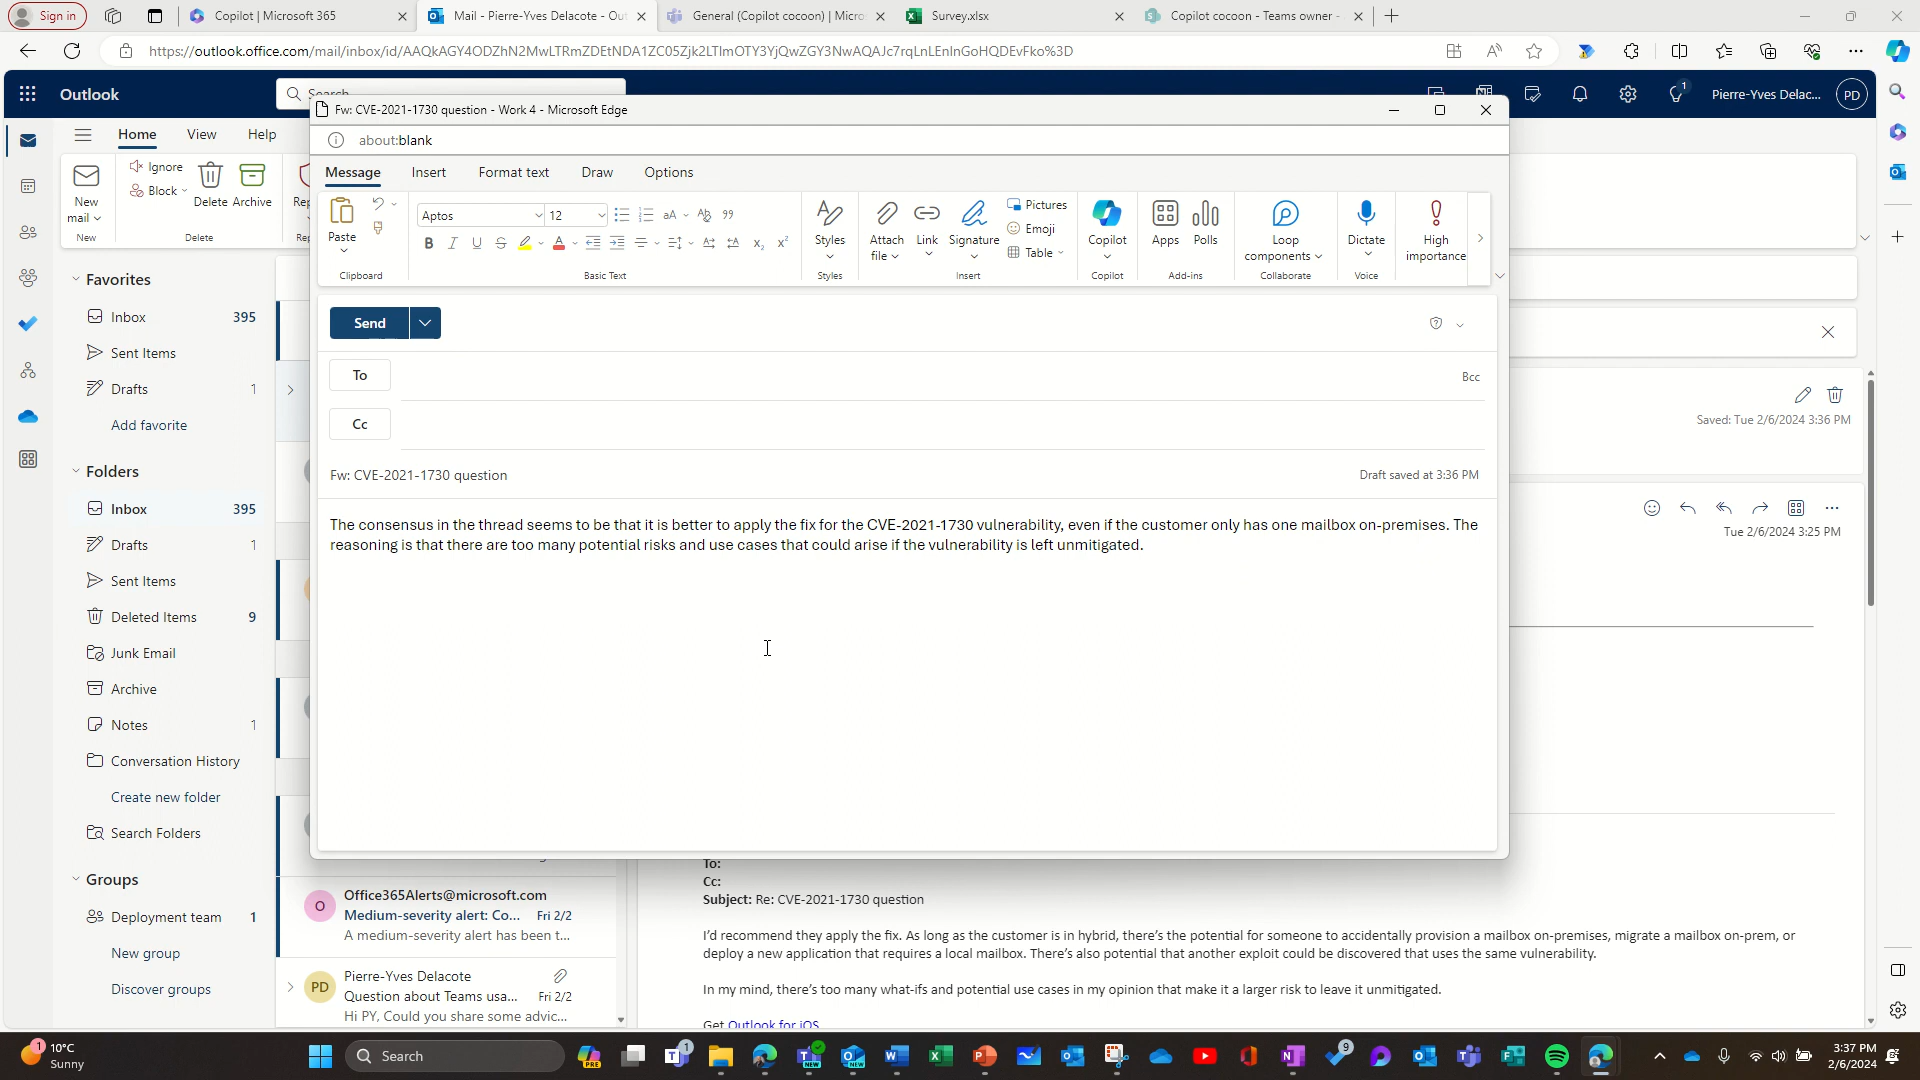 Sign in
Copilot | Microsoft 365
Mail - Pierre-Yves Delacote - Out
General (Copilot cocoon) | Micro
Survey.xlsx
Copilot cocoon - Teams owner -
https://outlook.office.com/mail/inbox/id/AAQkAGY4ODZhN2MwLTRmZDEtNDA1ZC05Zjk2LTImOTY3YjQwZGY3NwAQAJc7rqLnLEnInGoHQDEvFko%3D
Outlook
Search
1
Pierre-Yves Delac...
PD
Fw: CVE-2021-1730 question - Work 4 - Microsoft Edge
about:blank
Home
View
Help
New
mail
New
Ignore
Block
Delete
Archive
Delete
Message
Insert
Format text
Draw
Options
Paste
Clipboard
Aptos
12
Basic Text
Styles
Styles
Attach
file
Link
Signature
Pictures
Emoji
Table
Insert
Copilot
Copilot
Apps
Polls
Add-ins
Loop
components
Collaborate
Dictate
Voice
High
importance
Favorites
Inbox 395
Sent Items
Drafts 1
Add favorite
Folders
Inbox 395
Drafts 1
Sent Items
Deleted Items 9
Junk Email
Archive
Notes 1
Conversation History
Create new folder
Search Folders
Groups
Deployment team 1
New group
Discover groups
Send
To
Bcc
Cc
Fw: CVE-2021-1730 question
Draft saved at 3:36 PM
The consensus in the thread seems to be that it is better to apply the fix for the CVE-2021-1730 vulnerability, even if the customer only has one mailbox on-premises. The
reasoning is that there are too many potential risks and use cases that could arise if the vulnerability is left unmitigated.
Saved: Tue 2/6/2024 3:36 PM
Tue 2/6/2024 3:25 PM
O
Office365Alerts@microsoft.com
Medium-severity alert: Co... Fri 2/2
A medium-severity alert has been t...
PD
Pierre-Yves Delacote
Question about Teams usa... Fri 2/2
Hi PY, Could you share some advic...
To:
Cc:
Subject: Re: CVE-2021-1730 question
I'd recommend they apply the fix. As long as the customer is in hybrid, there's the potential for someone to accidentally provision a mailbox on-premises, migrate a mailbox on-prem, or
deploy a new application that requires a local mailbox. There's also potential that another exploit could be discovered that uses the same vulnerability.
In my mind, there's too many what-ifs and potential use cases in my opinion that make it a larger risk to leave it unmitigated.
Get Outlook for iOS
1
10°C
Sunny
Search
PRE
1
NEW
NEW
9
3:37 PM
2/6/2024